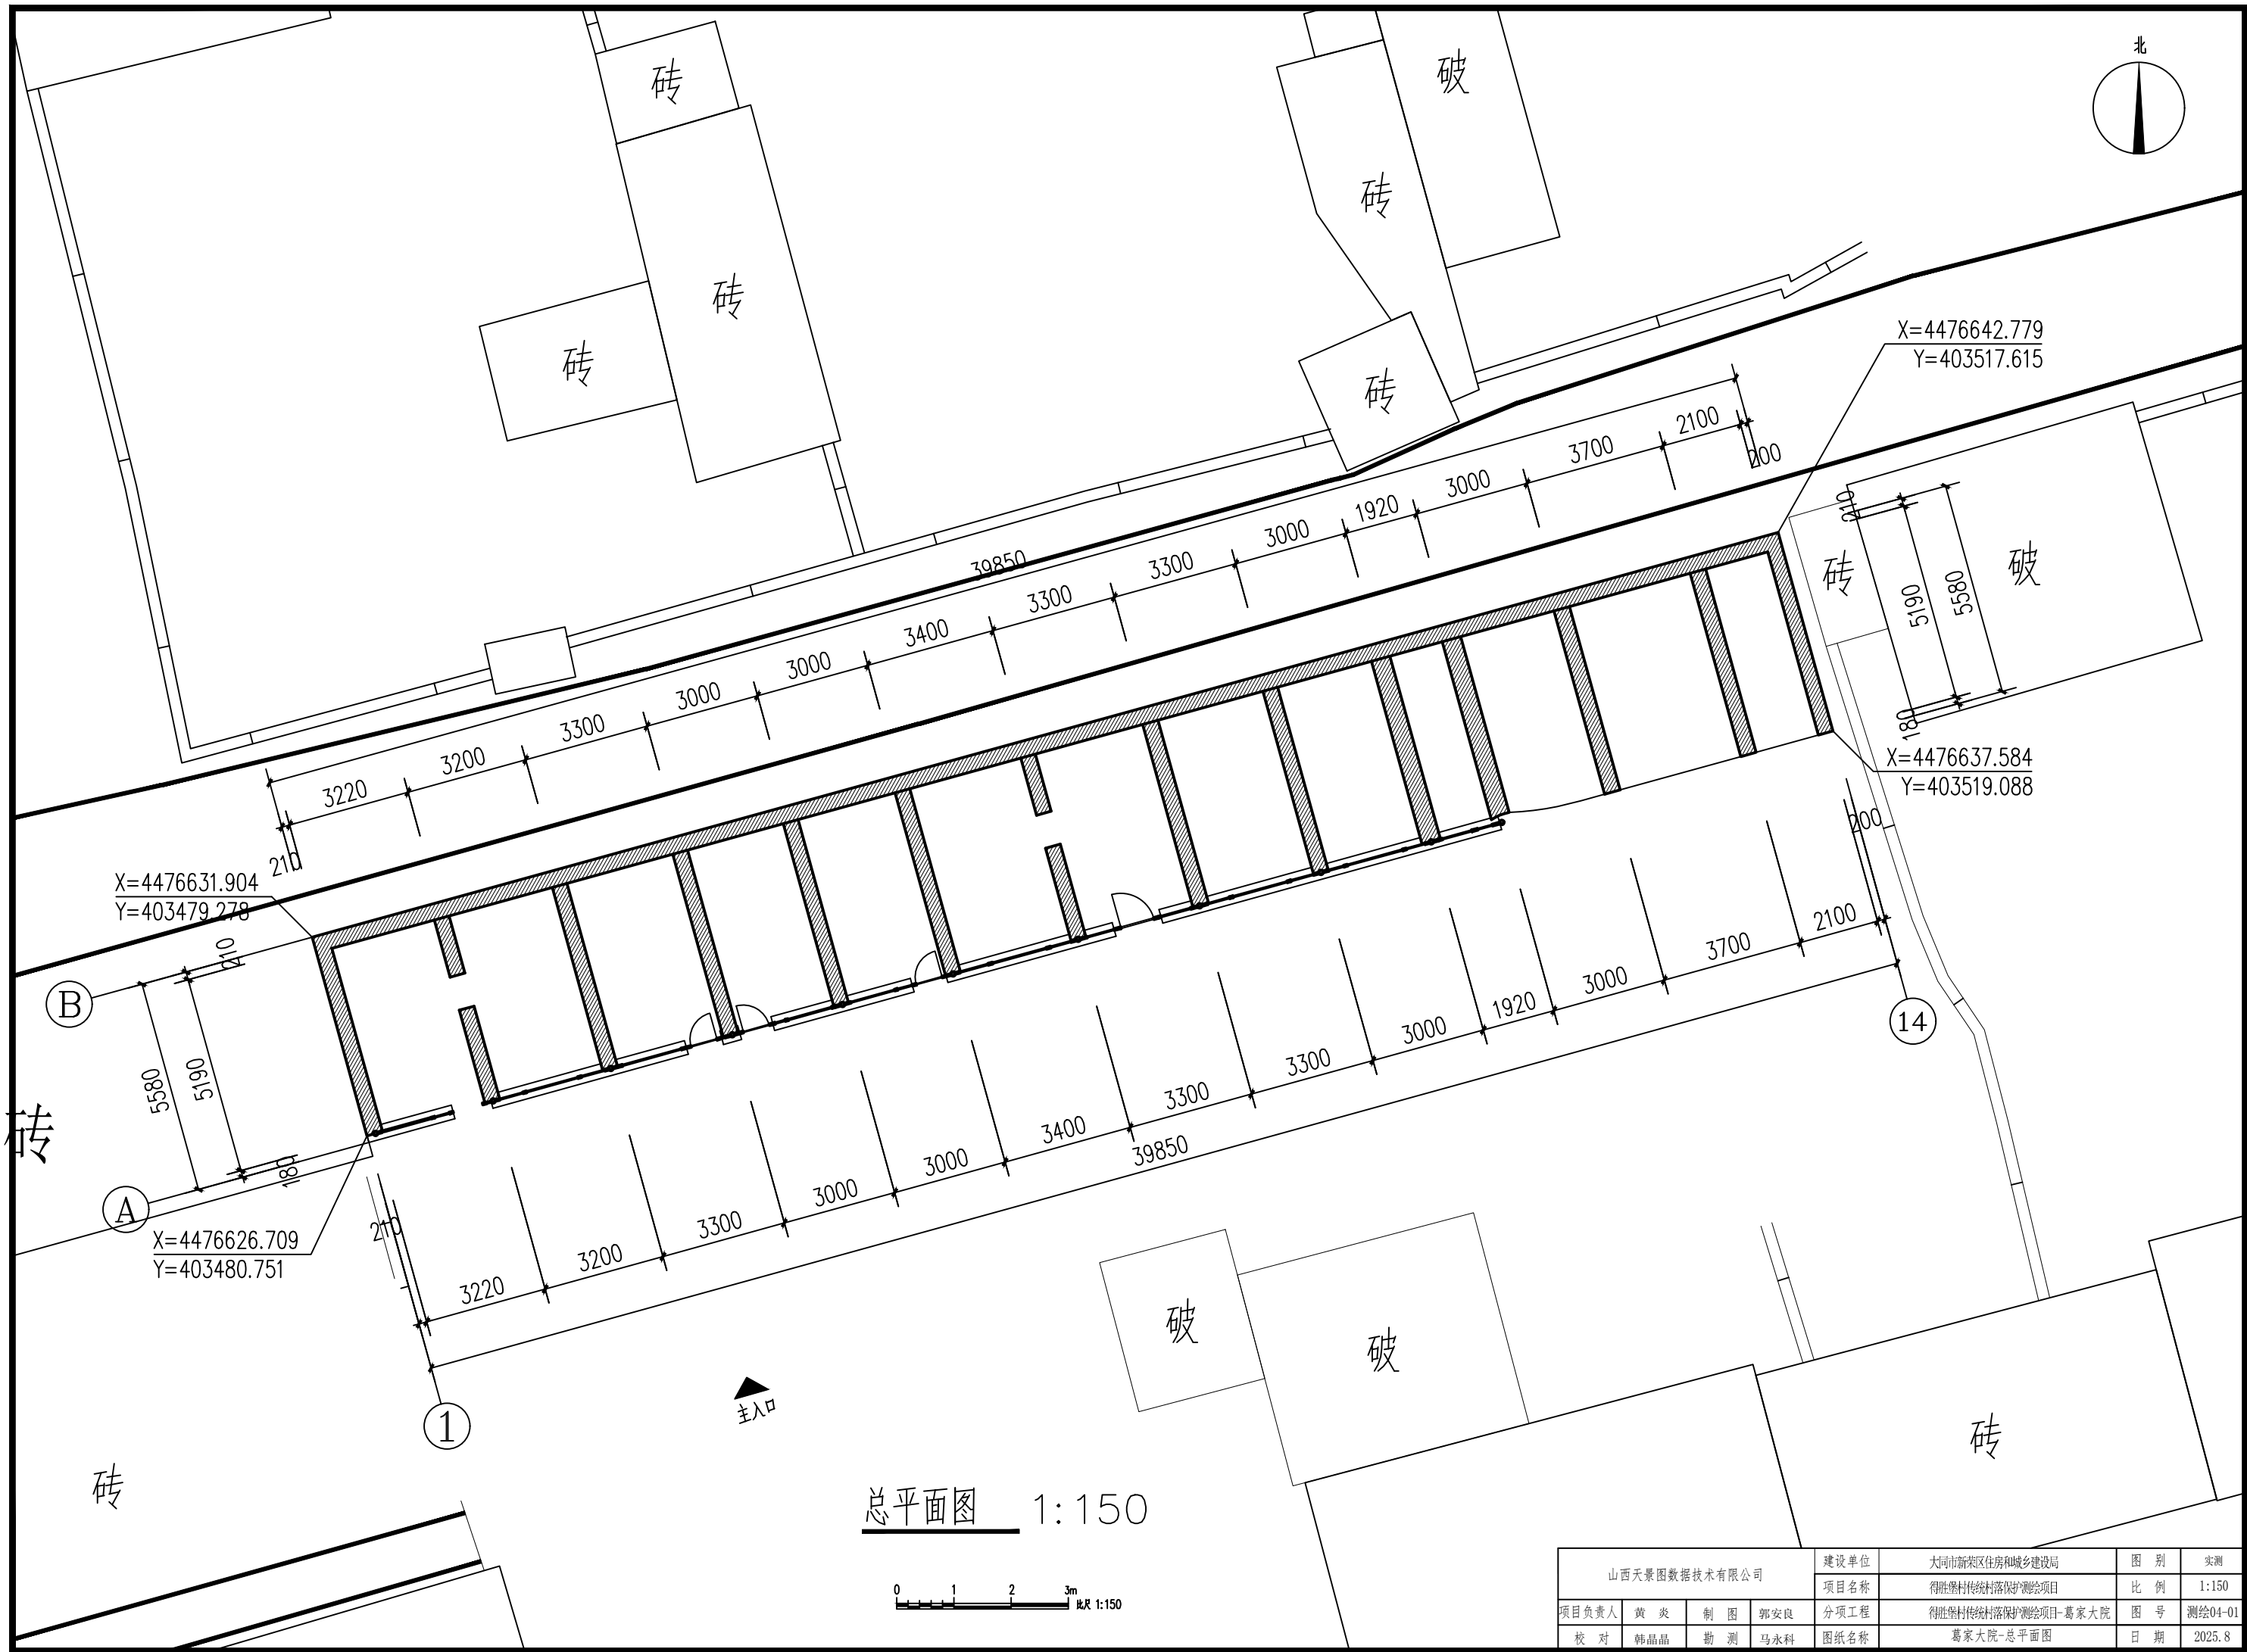 北
砖
破
砖
砖
砖
砖
X=4476642.779
Y=403517.615
39850
3220
3200
3300
3000
3000
3400
3300
3300
3000
1920
3000
3700
2100
200
210
砖
破
210
5190
5580
180
X=4476637.584
Y=403519.088
X=4476631.904
Y=403479.278
B
210
5580
5190
180
砖
A
X=4476626.709
Y=403480.751
210
3220
3200
3300
3000
3000
3400
3300
3300
3000
1920
3000
3700
2100
200
39850
14
1
主入口
破
破
砖
砖
总平面图 1:150
0 1 2 3m
比尺 1:150
山西天景图数据技术有限公司 建设单位 大同市新荣区住房和城乡建设局 图 别 实测
项目名称 得胜堡村传统村落保护测绘项目 比 例 1:150
项目负责人 黄 炎 制 图 郭安良 分项工程 得胜堡村传统村落保护测绘项目-葛家大院 图 号 测绘04-01
校 对 韩晶晶 勘 测 马永科 图纸名称 葛家大院-总平面图 日 期 2025.8